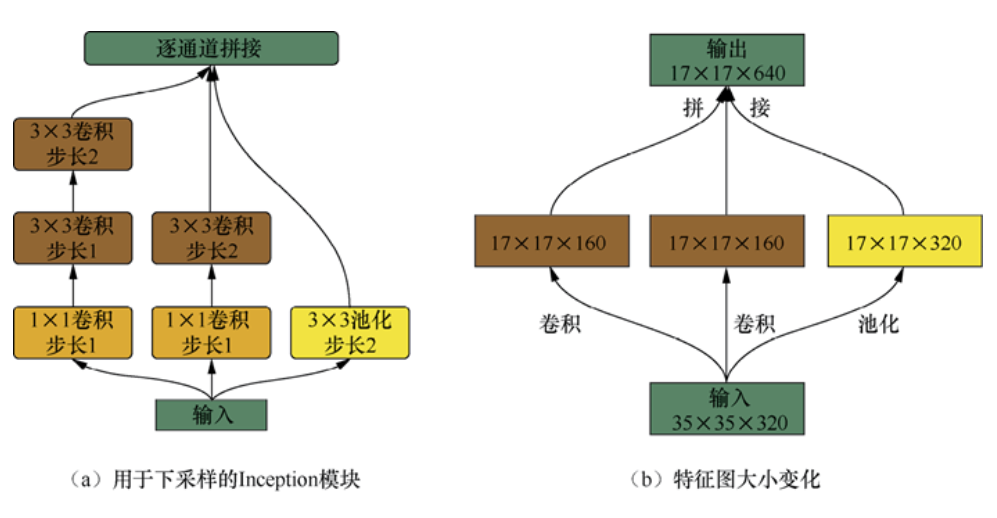 逐通道拼接
3×3卷积
步长2
3×3卷积
步长1
3×3卷积
步长2
1×1卷积
步长1
1×1卷积
步长1
3×3池化
步长2
输入
(a) 用于下采样的Inception模块
输出
17×17×640
拼 接
17×17×160
17×17×160
17×17×320
卷积
卷积
池化
输入
35×35×320
(b) 特征图大小变化